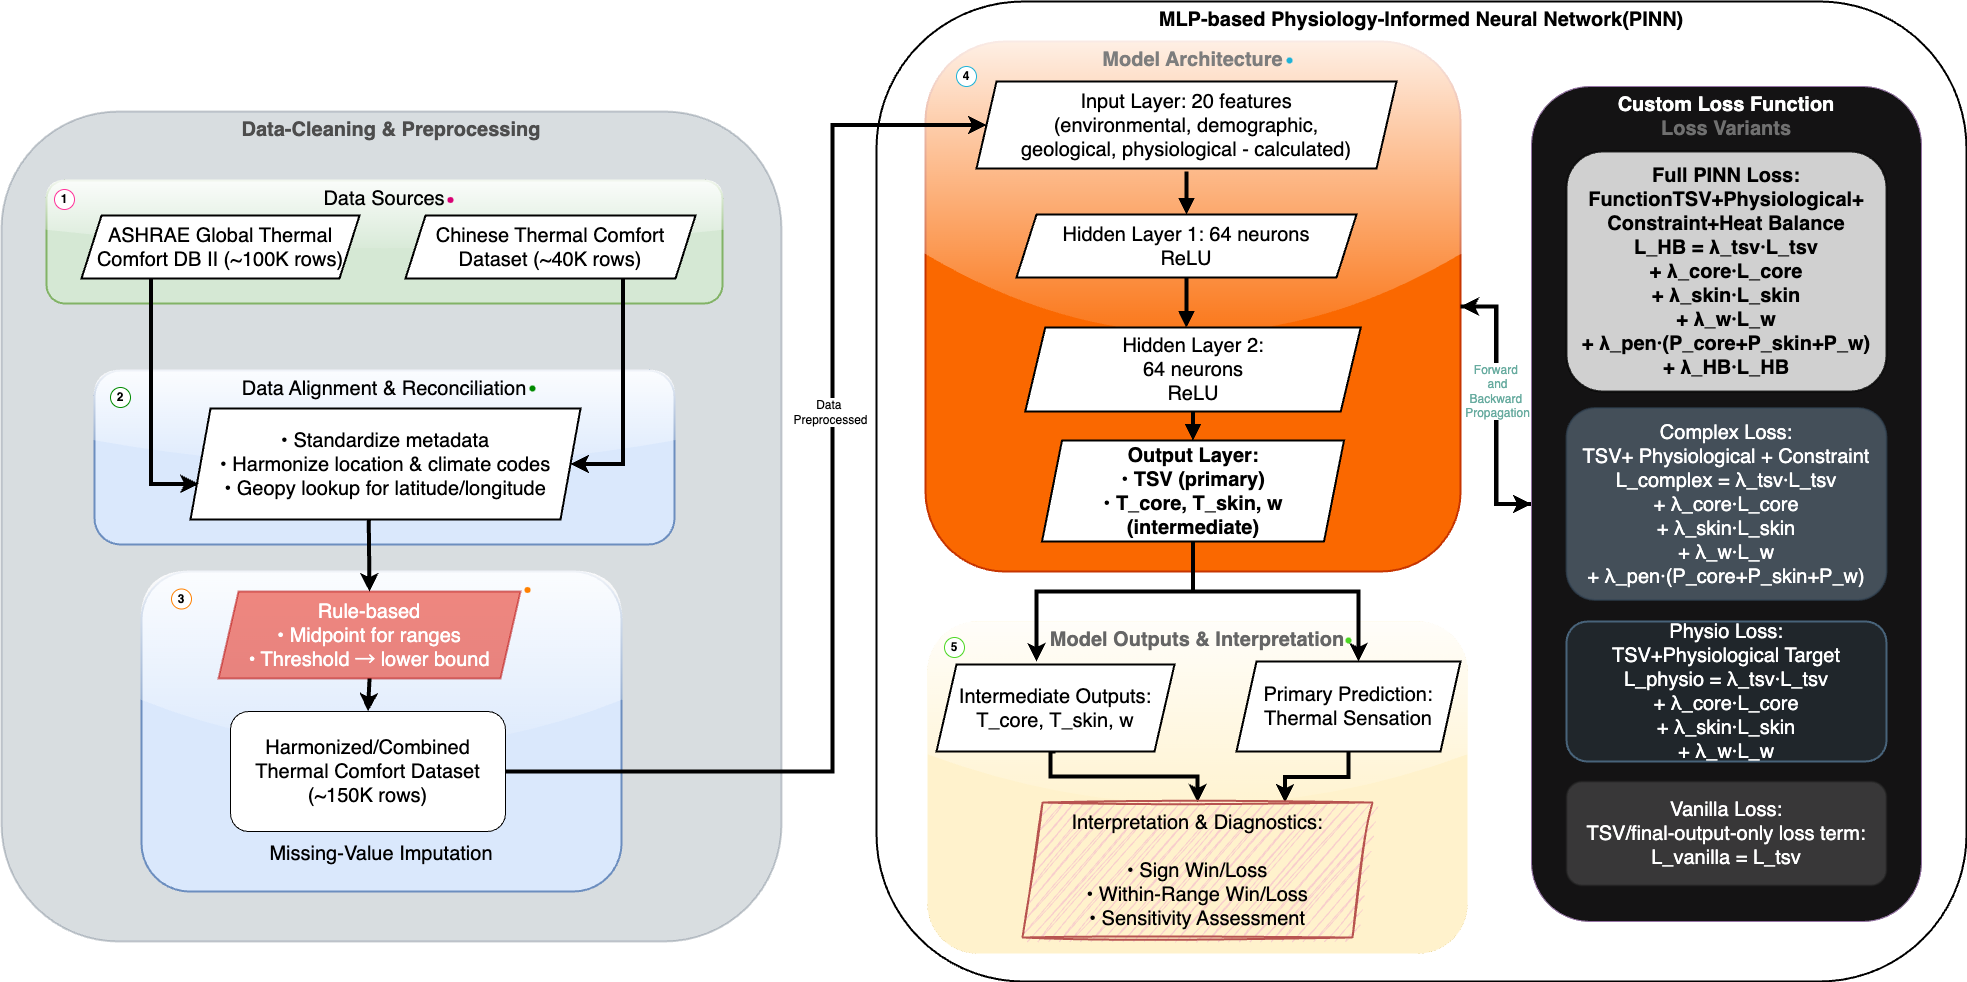 MLP-based Physiology-Informed Neural Network(PINN)
Data-Cleaning & Preprocessing
1
Data Sources
ASHRAE Global Thermal
Comfort DB II (~100K rows)
Chinese Thermal Comfort
Dataset (~40K rows)
2
Data Alignment & Reconciliation
• Standardize metadata
• Harmonize location & climate codes
• Geopy lookup for latitude/longitude
3
Rule-based
• Midpoint for ranges
• Threshold → lower bound
Harmonized/Combined
Thermal Comfort Dataset
(~150K rows)
Missing-Value Imputation
Data
Preprocessed
4
Model Architecture
Input Layer: 20 features
(environmental, demographic,
geological, physiological - calculated)
Hidden Layer 1: 64 neurons
ReLU
Hidden Layer 2:
64 neurons
ReLU
Output Layer:
• TSV (primary)
• T_core, T_skin, w
(intermediate)
5
Model Outputs & Interpretation
Intermediate Outputs:
T_core, T_skin, w
Primary Prediction:
Thermal Sensation
Interpretation & Diagnostics:
• Sign Win/Loss
• Within-Range Win/Loss
• Sensitivity Assessment
Forward
and
Backward
Propagation
Custom Loss Function
Loss Variants
Full PINN Loss:
FunctionTSV+Physiological+
Constraint+Heat Balance
L_HB = λ_tsv·L_tsv
+ λ_core·L_core
+ λ_skin·L_skin
+ λ_w·L_w
+ λ_pen·(P_core+P_skin+P_w)
+ λ_HB·L_HB
Complex Loss:
TSV+ Physiological + Constraint
L_complex = λ_tsv·L_tsv
+ λ_core·L_core
+ λ_skin·L_skin
+ λ_w·L_w
+ λ_pen·(P_core+P_skin+P_w)
Physio Loss:
TSV+Physiological Target
L_physio = λ_tsv·L_tsv
+ λ_core·L_core
+ λ_skin·L_skin
+ λ_w·L_w
Vanilla Loss:
TSV/final-output-only loss term:
L_vanilla = L_tsv